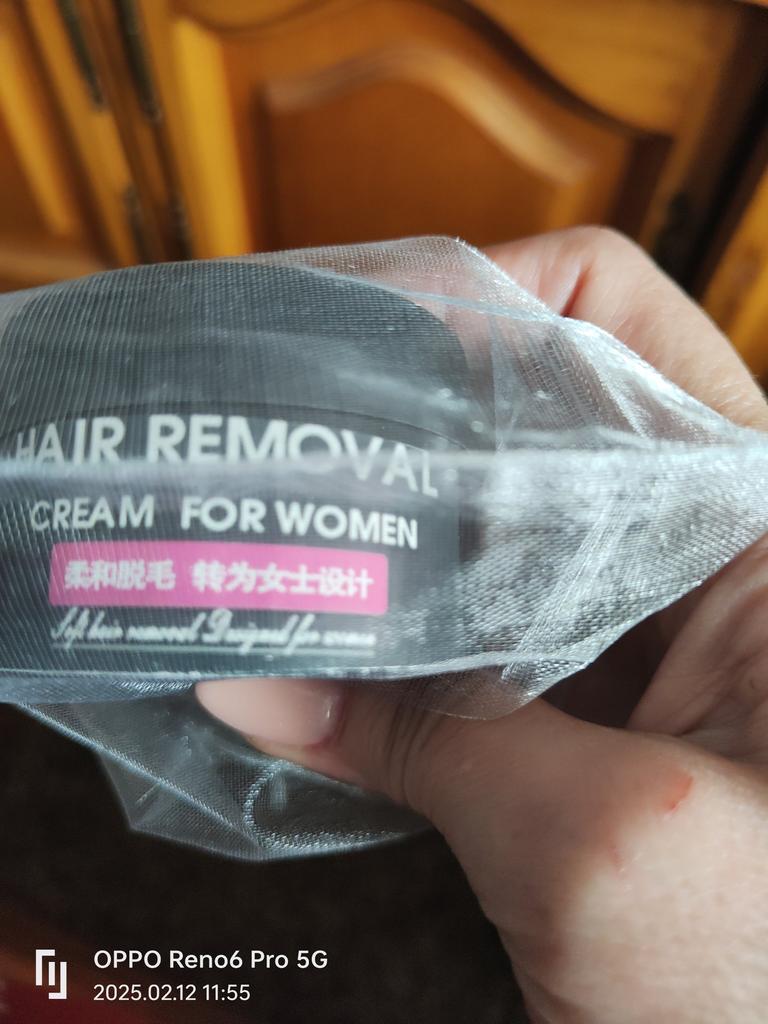 HAIR REMOVAL
CREAM FOR WOMEN
柔和脱毛 转为女士设计
Soft hair removal Designed for women
OPPO Reno6 Pro 5G
2025.02.12 11:55